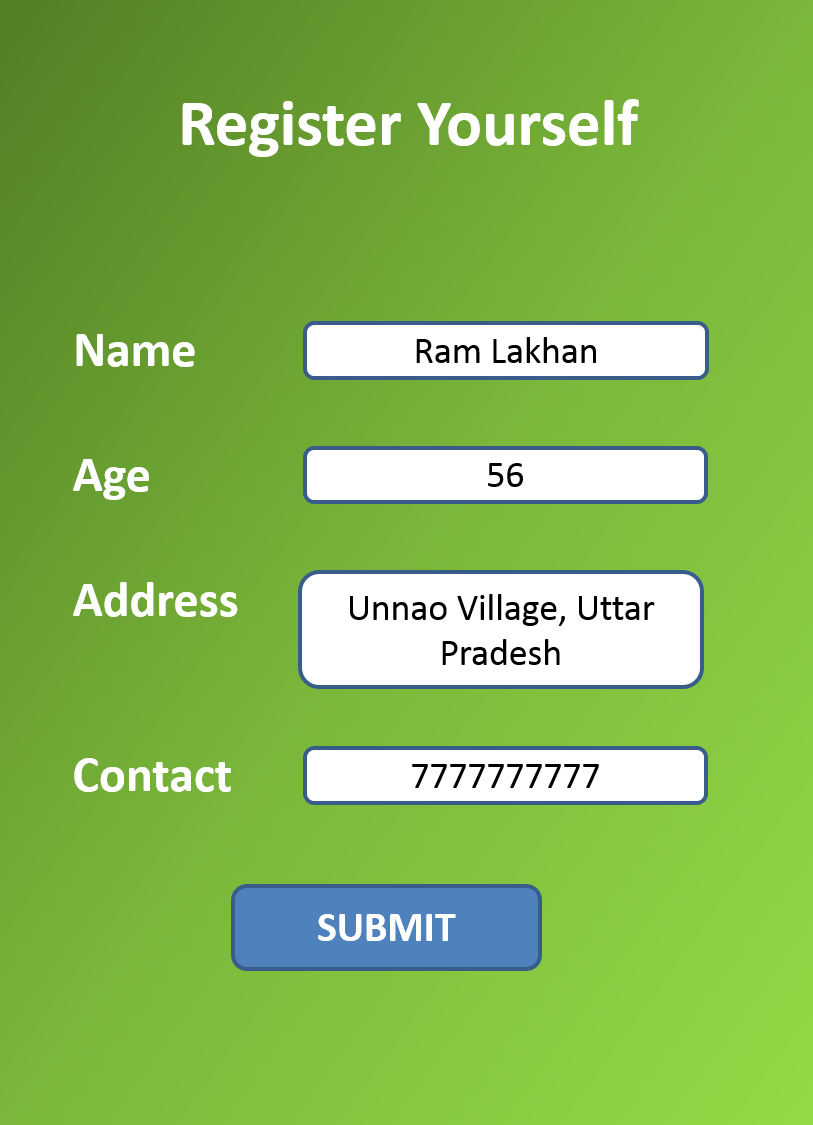 Register Yourself
Name
Ram Lakhan
Age
56
Address
Unnao Village, Uttar
Pradesh
Contact
7777777777
SUBMIT